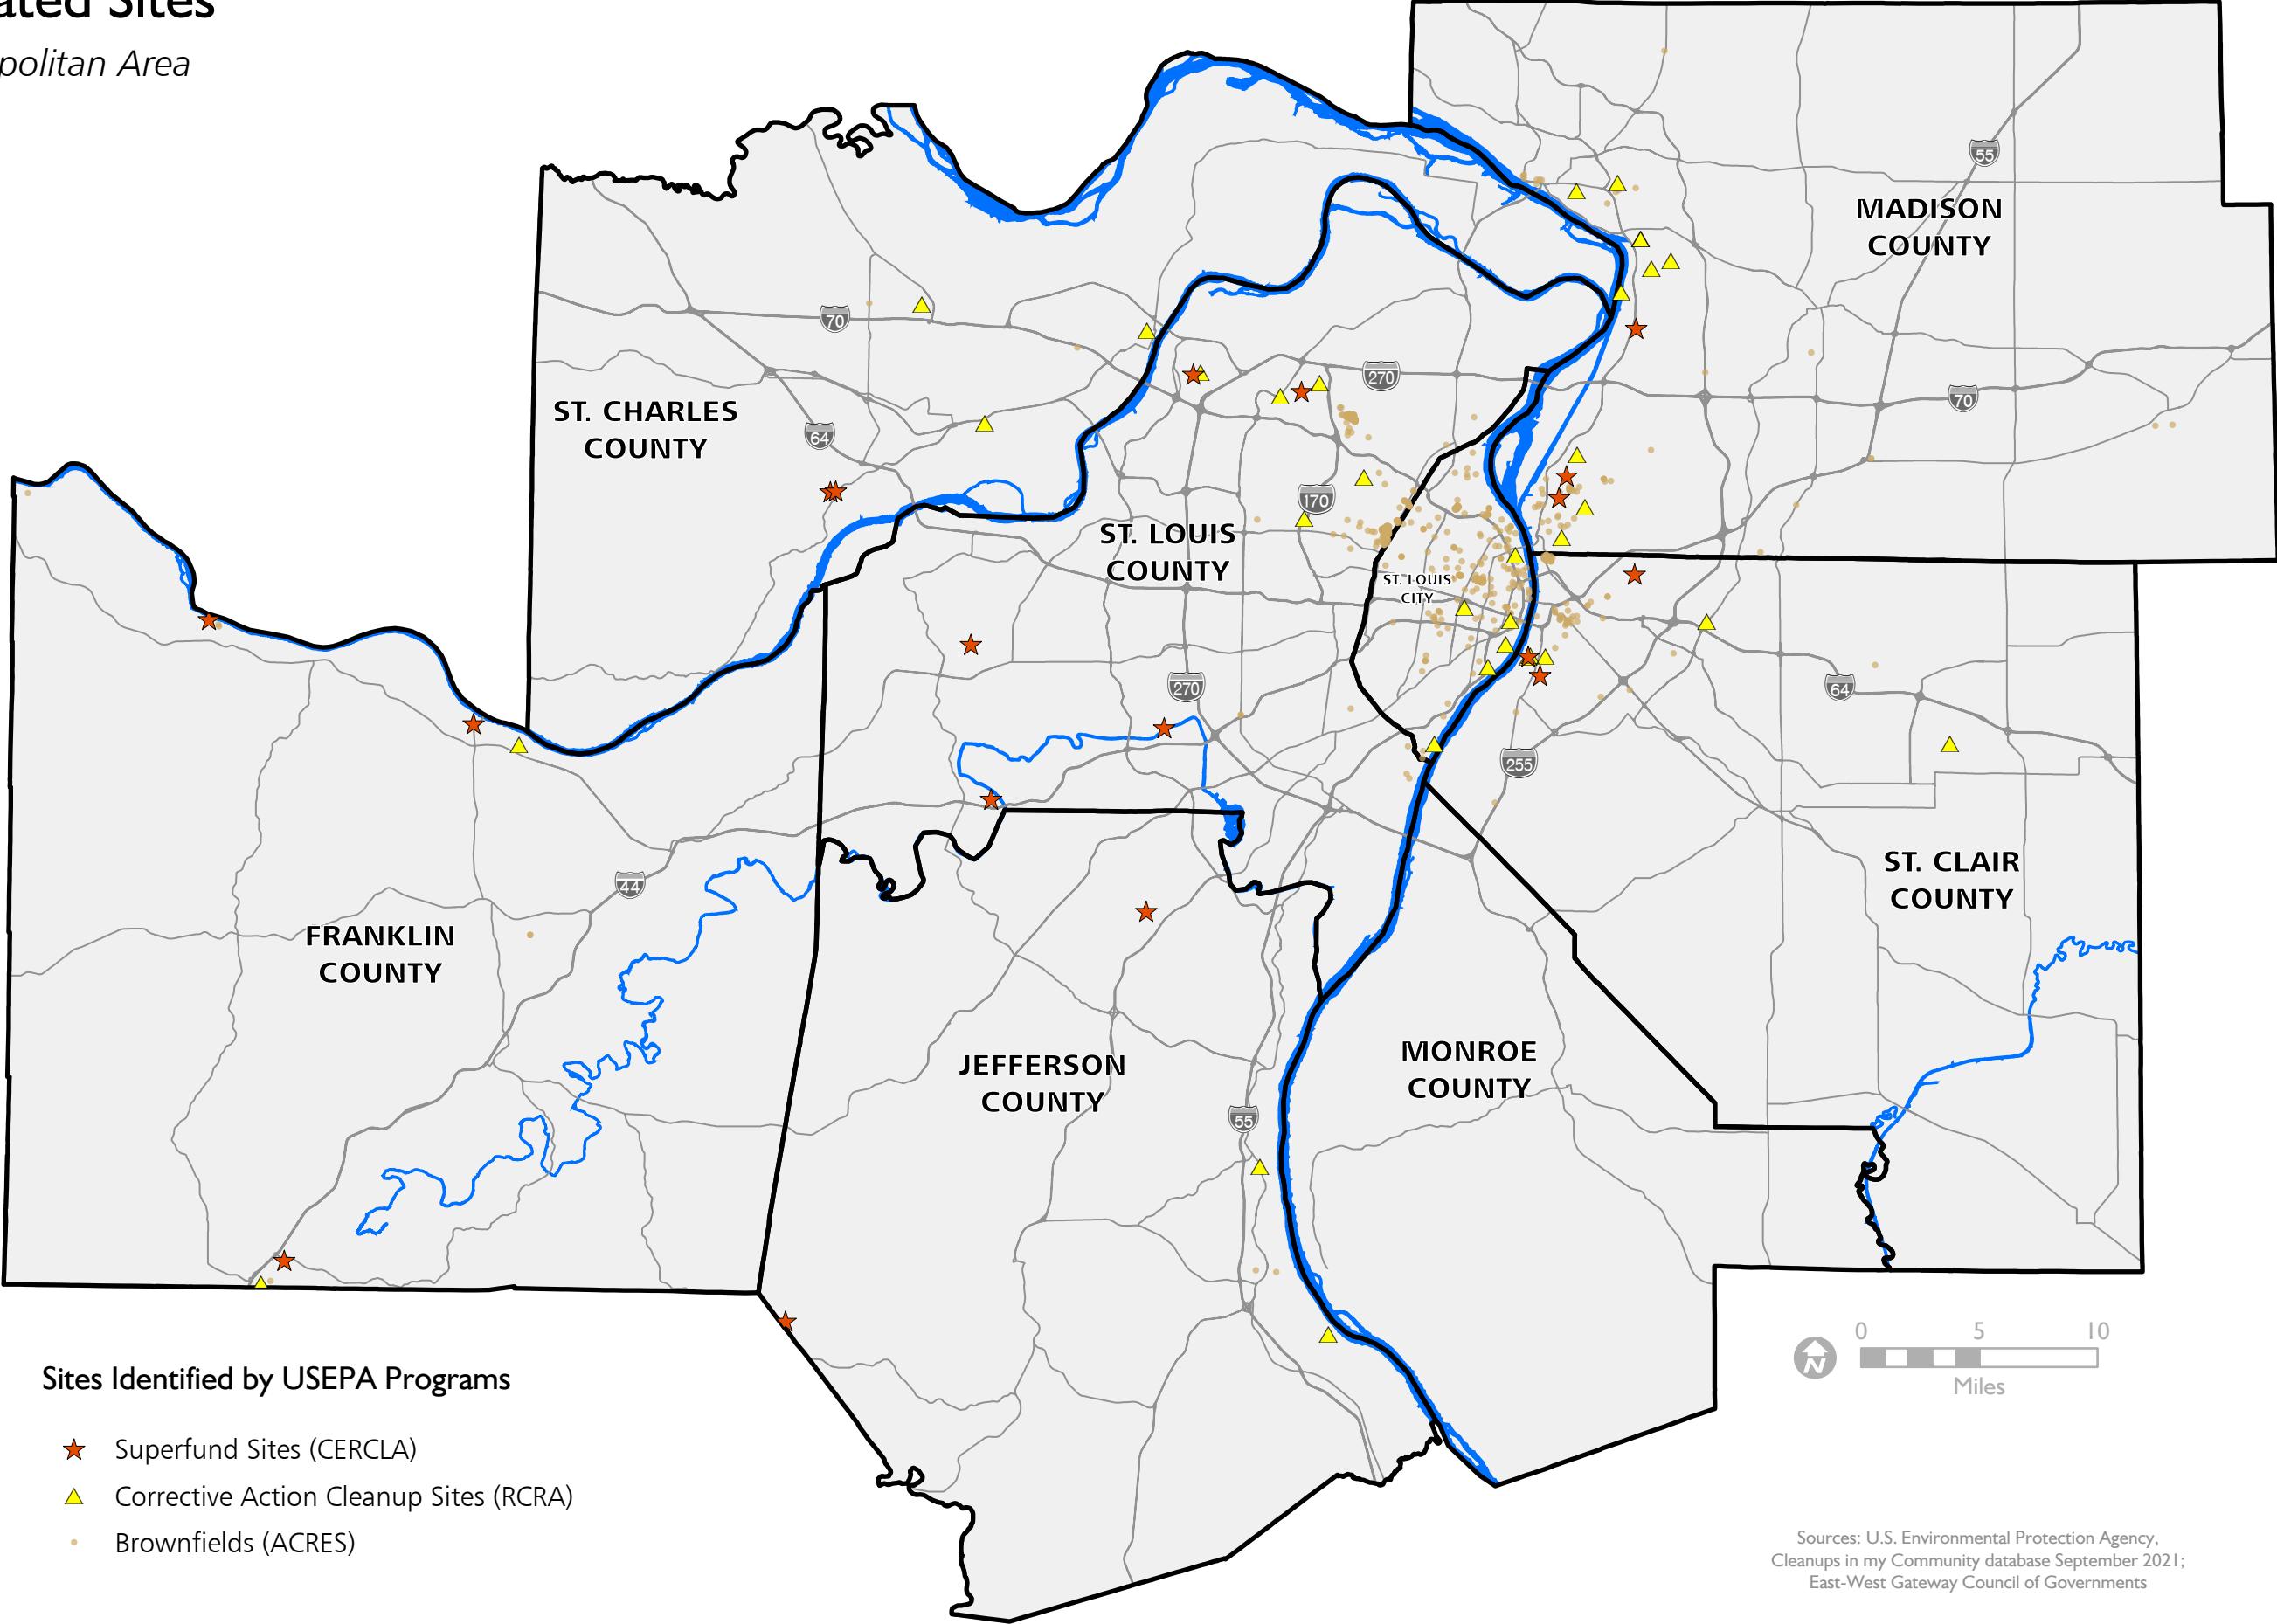 ated Sites
politan Area
55
MADISON
COUNTY
70
270
70
ST. CHARLES
COUNTY
64
170
ST. LOUIS
COUNTY
ST. LOUIS
CITY
270
64
255
44
ST. CLAIR
COUNTY
FRANKLIN
COUNTY
JEFFERSON
COUNTY
MONROE
COUNTY
55
0 5 10
N
Miles
Sites Identified by USEPA Programs
Superfund Sites (CERCLA)
Corrective Action Cleanup Sites (RCRA)
Brownfields (ACRES)
Sources: U.S. Environmental Protection Agency,
Cleanups in my Community database September 2021;
East-West Gateway Council of Governments